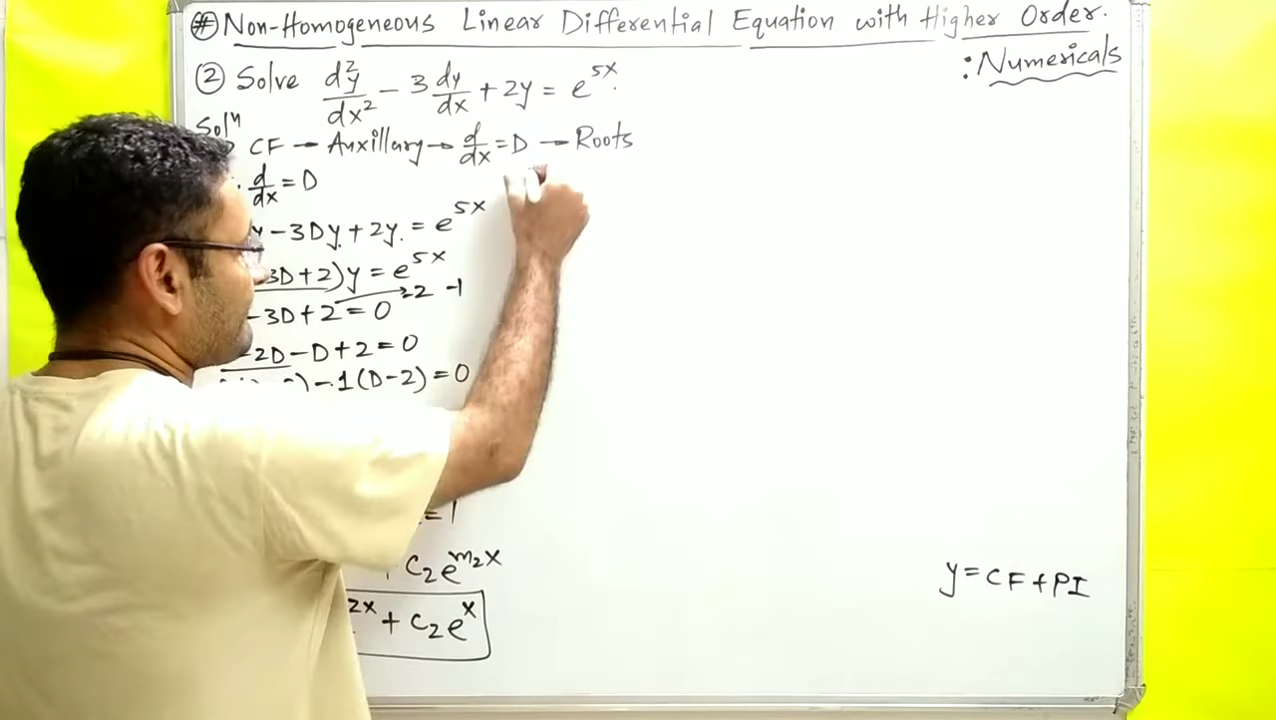 # Non-Homogeneous Linear Differential Equation with Higher Order.
: Numericals
② Solve d²y/dx² - 3 dy/dx + 2y = e^5x.
Solⁿ
CF → Auxillary → d/dx = D → Roots
d/dx = D
y - 3Dy + 2y = e^5x
3D + 2)y = e^5x
-2 -1
- 3D + 2 = 0
- 2D - D + 2 = 0
) - 1(D - 2) = 0
= 1
+ c₂e^m₂x
2x + c₂e^x
y = CF + PI